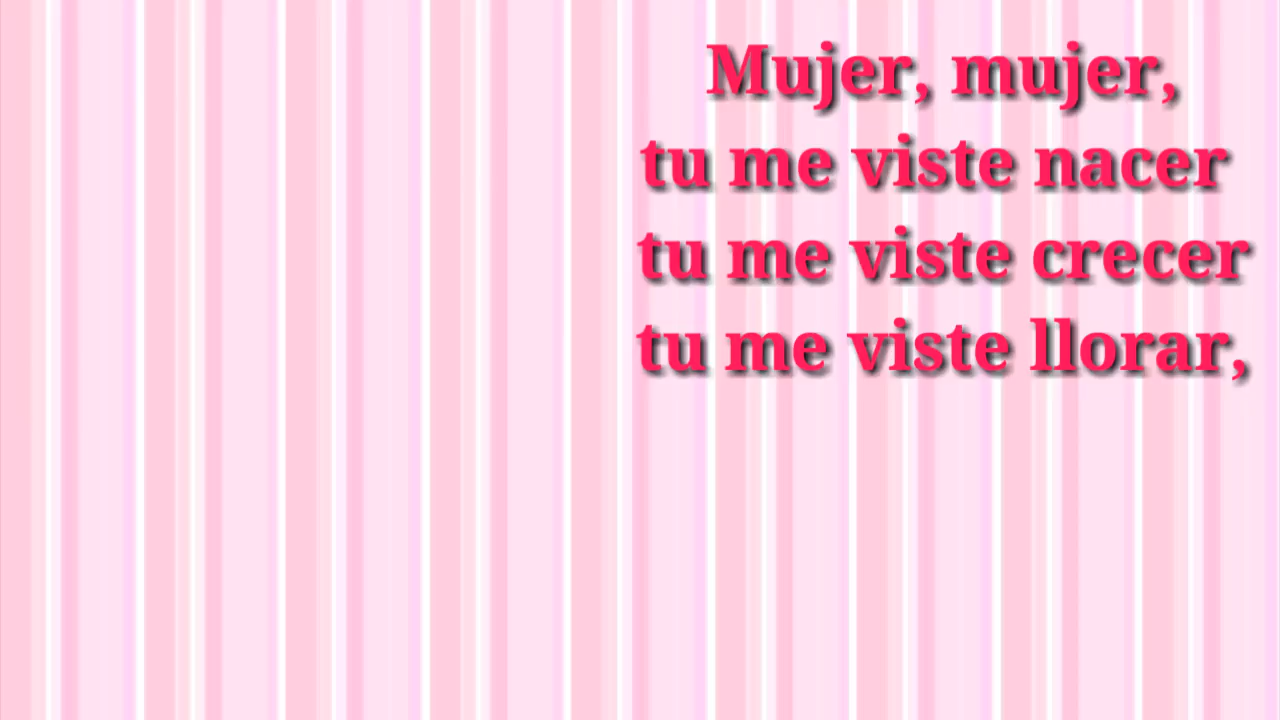 Mujer, mujer,
tu me viste nacer
tu me viste crecer
tu me viste llorar,